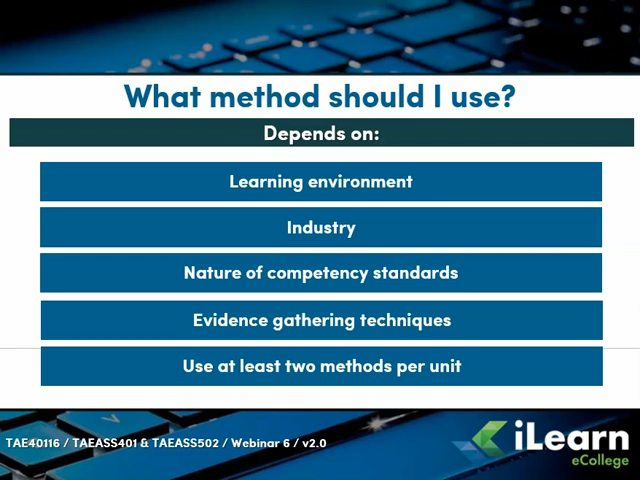 What method should I use?
Depends on:
Learning environment
Industry
Nature of competency standards
Evidence gathering techniques
Use at least two methods per unit
TAE40116 / TAEASS401 & TAEASS502 / Webinar 6 / v2.0
iLearn
eCollege